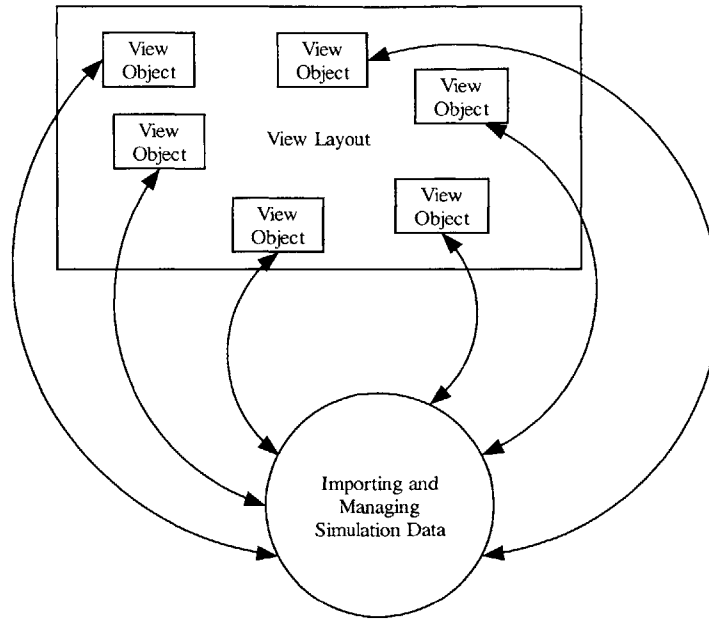 View
Object
View
Object
View
Object
View
Object
View Layout
View
Object
View
Object
Importing and
Managing
Simulation Data